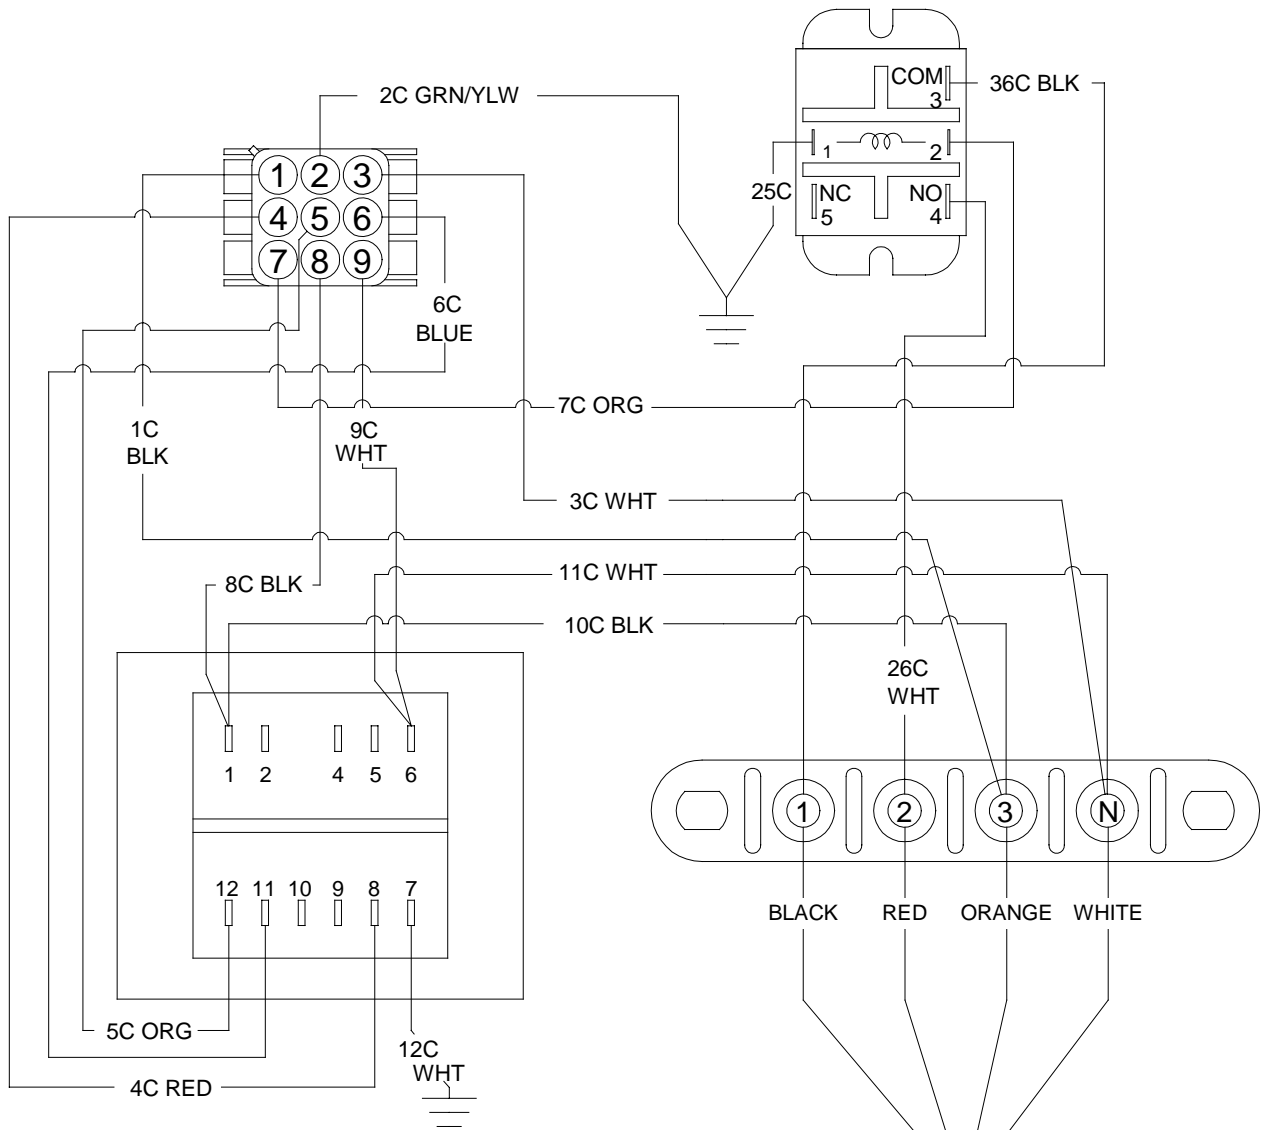 2C GRN/YLW
COM
3
36C BLK
1
2
25C
NC
5
NO
4
1 2 3
4 5 6
7 8 9
6C
BLUE
7C ORG
1C
BLK
9C
WHT
3C WHT
11C WHT
8C BLK
10C BLK
26C
WHT
1 2 4 5 6
1 2 3 N
12 11 10 9 8 7
BLACK RED ORANGE WHITE
5C ORG
12C
WHT
4C RED